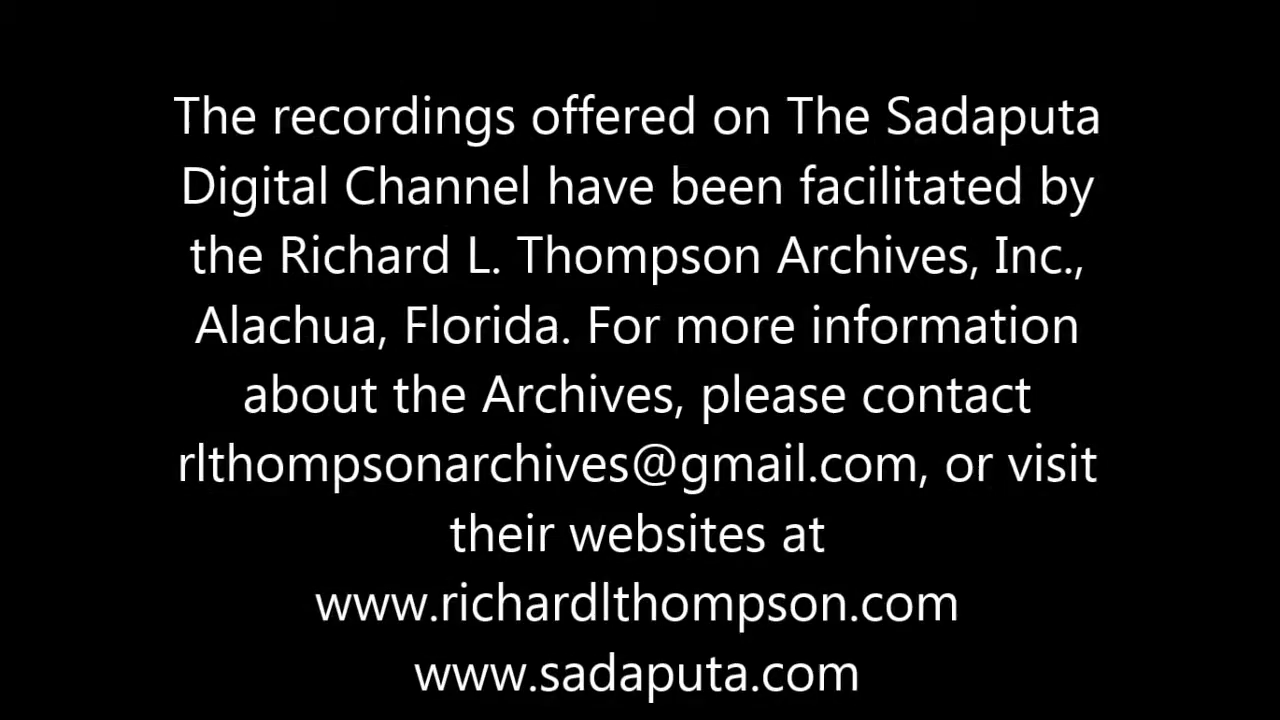 The recordings offered on The Sadaputa
Digital Channel have been facilitated by
the Richard L. Thompson Archives, Inc.,
Alachua, Florida. For more information
about the Archives, please contact
rlthompsonarchives@gmail.com, or visit
their websites at
www.richardlthompson.com
www.sadaputa.com